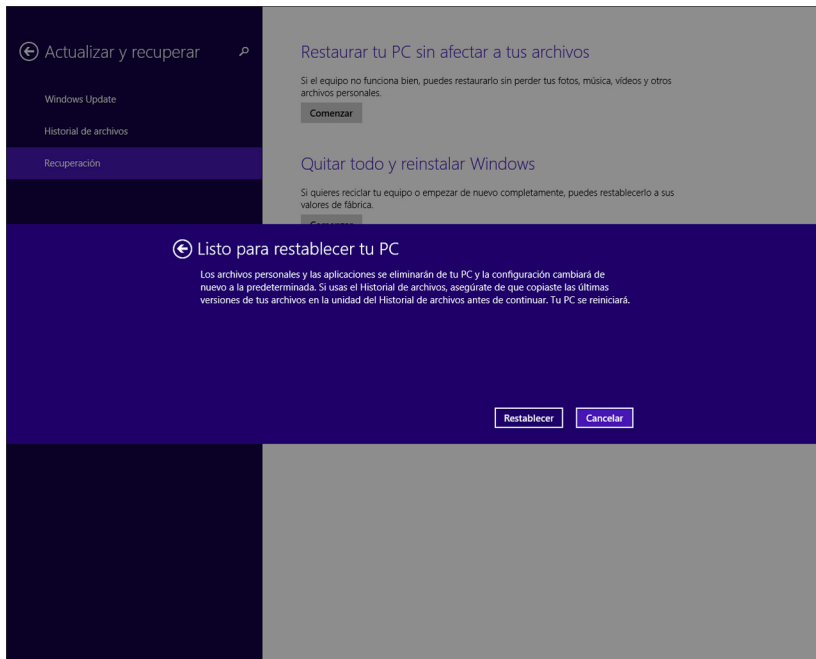 Actualizar y recuperar
Windows Update
Historial de archivos
Recuperación
Restaurar tu PC sin afectar a tus archivos
Si el equipo no funciona bien, puedes restaurarlo sin perder tus fotos, música, vídeos y otros
archivos personales.
Comenzar
Quitar todo y reinstalar Windows
Si quieres reciclar tu equipo o empezar de nuevo completamente, puedes restablecerlo a sus
valores de fábrica.
Comenzar
Listo para restablecer tu PC
Los archivos personales y las aplicaciones se eliminarán de tu PC y la configuración cambiará de
nuevo a la predeterminada. Si usas el Historial de archivos, asegúrate de que copiaste las últimas
versiones de tus archivos en la unidad del Historial de archivos antes de continuar. Tu PC se reiniciará.
Restablecer
Cancelar